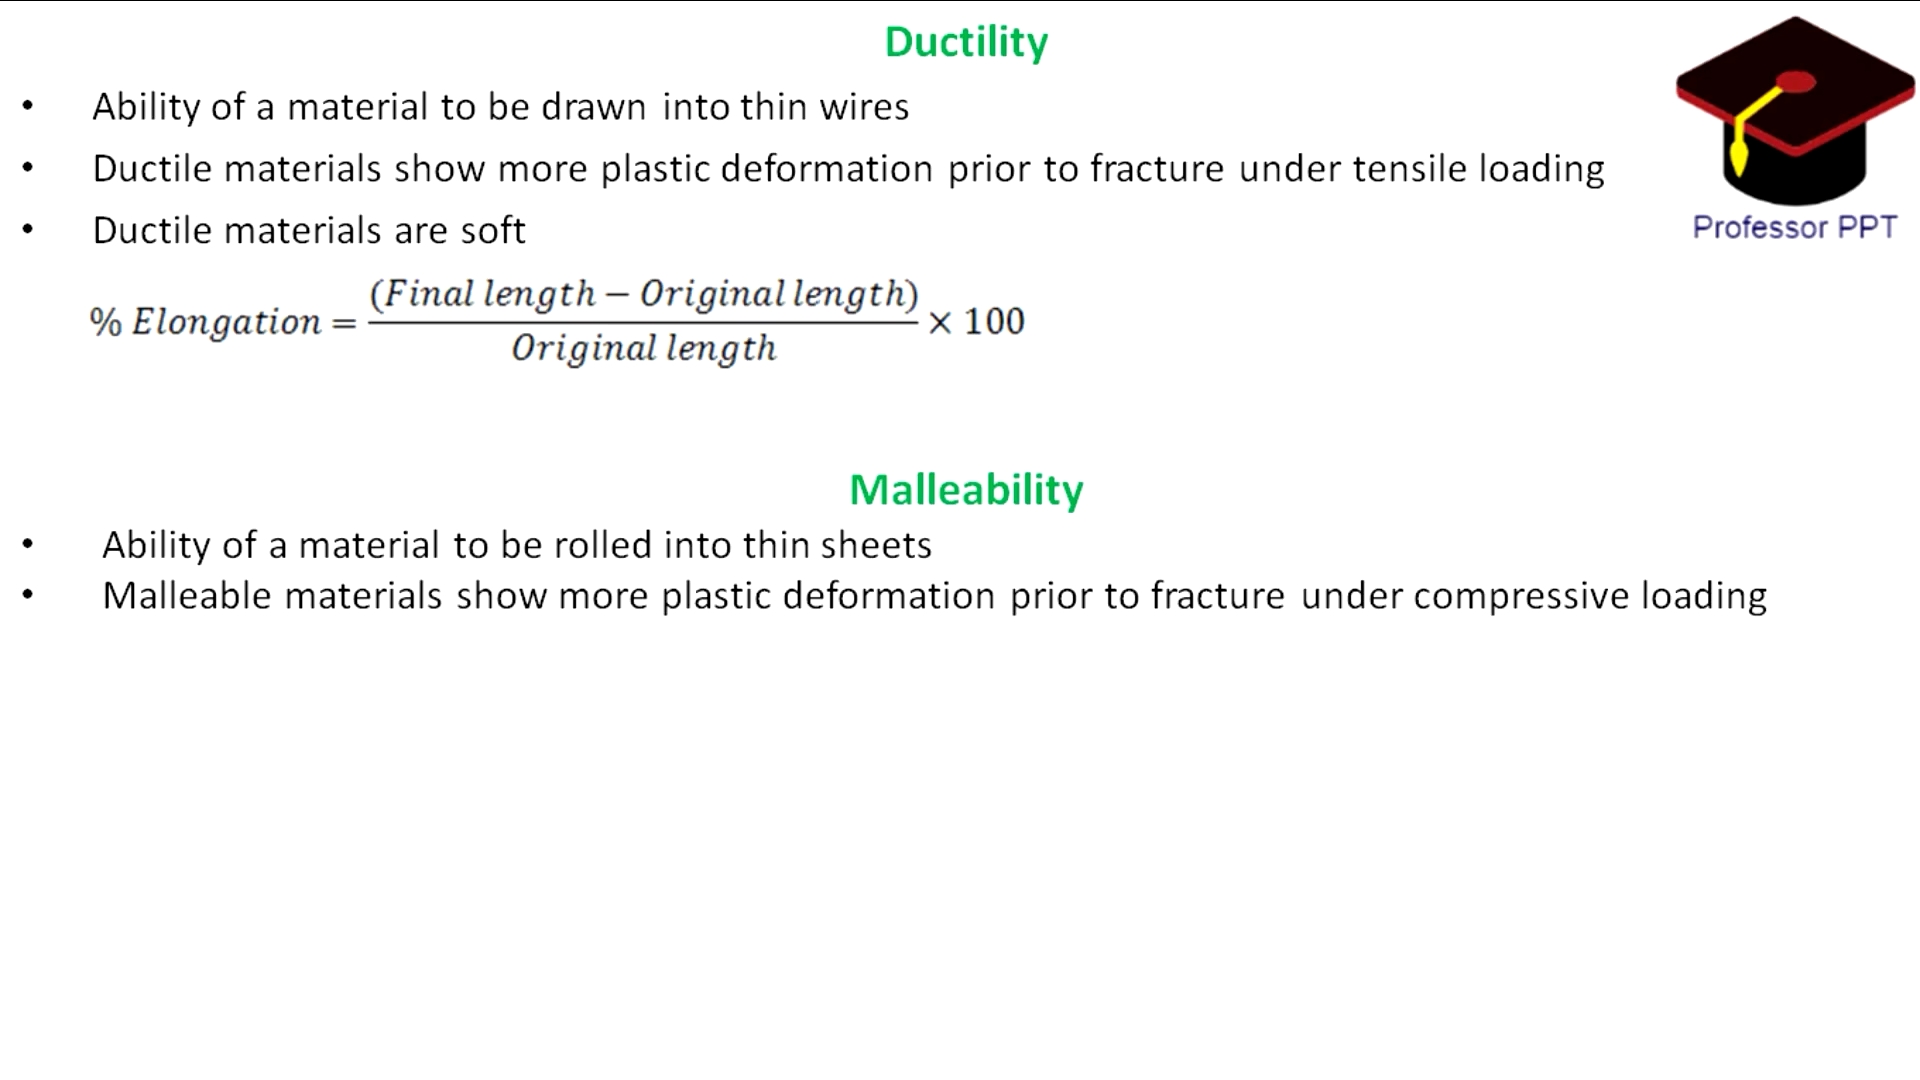 Ductility
• Ability of a material to be drawn into thin wires
• Ductile materials show more plastic deformation prior to fracture under tensile loading
• Ductile materials are soft
Professor PPT
% Elongation = (Final length − Original length) / Original length × 100
Malleability
• Ability of a material to be rolled into thin sheets
• Malleable materials show more plastic deformation prior to fracture under compressive loading